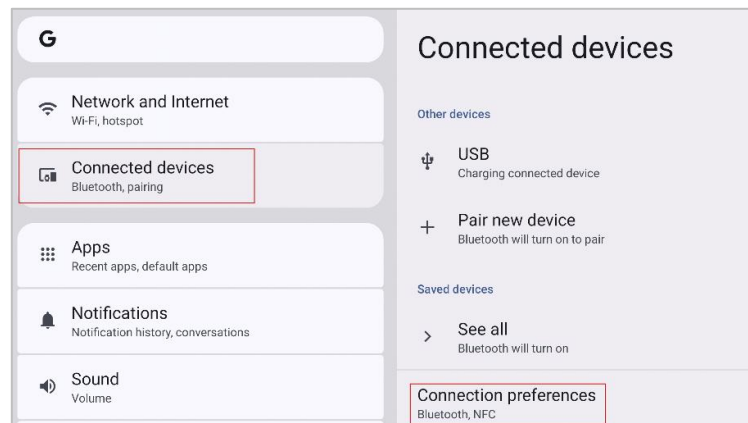 G
Network and Internet
Wi-Fi, hotspot
Connected devices
Bluetooth, pairing
Apps
Recent apps, default apps
Notifications
Notification history, conversations
Sound
Volume
Connected devices
Other devices
USB
Charging connected device
Pair new device
Bluetooth will turn on to pair
Saved devices
See all
Bluetooth will turn on
Connection preferences
Bluetooth, NFC